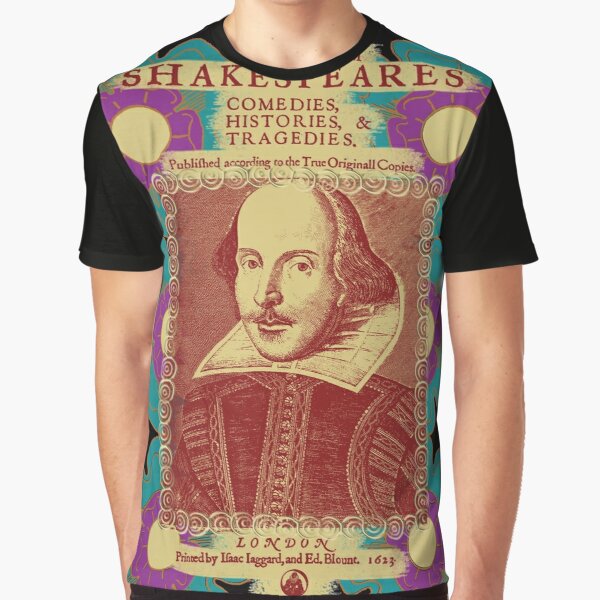 SHAKESPEARES
COMEDIES,
HISTORIES, &
TRAGEDIES.
Publiſhed according to the True Originall Copies.
LONDON
Printed by Iſaac Iaggard, and Ed. Blount. 1623.